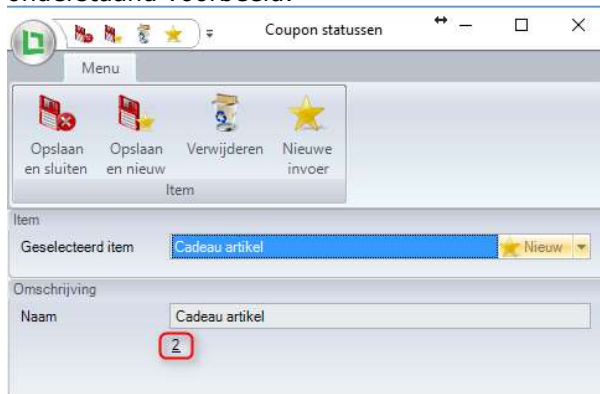 onderstaand voorbeeld:
Coupon statussen
Menu
Opslaan en sluiten
Opslaan en nieuw
Verwijderen
Nieuwe invoer
Item
Item
Geselecteerd item Cadeau artikel Nieuw
Omschrijving
Naam Cadeau artikel
2